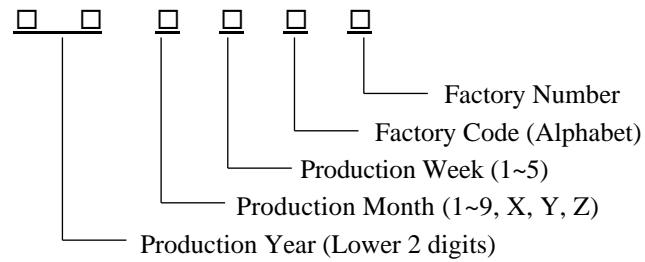 □ □ □ □ □ □
Factory Number
Factory Code (Alphabet)
Production Week (1~5)
Production Month (1~9, X, Y, Z)
Production Year (Lower 2 digits)